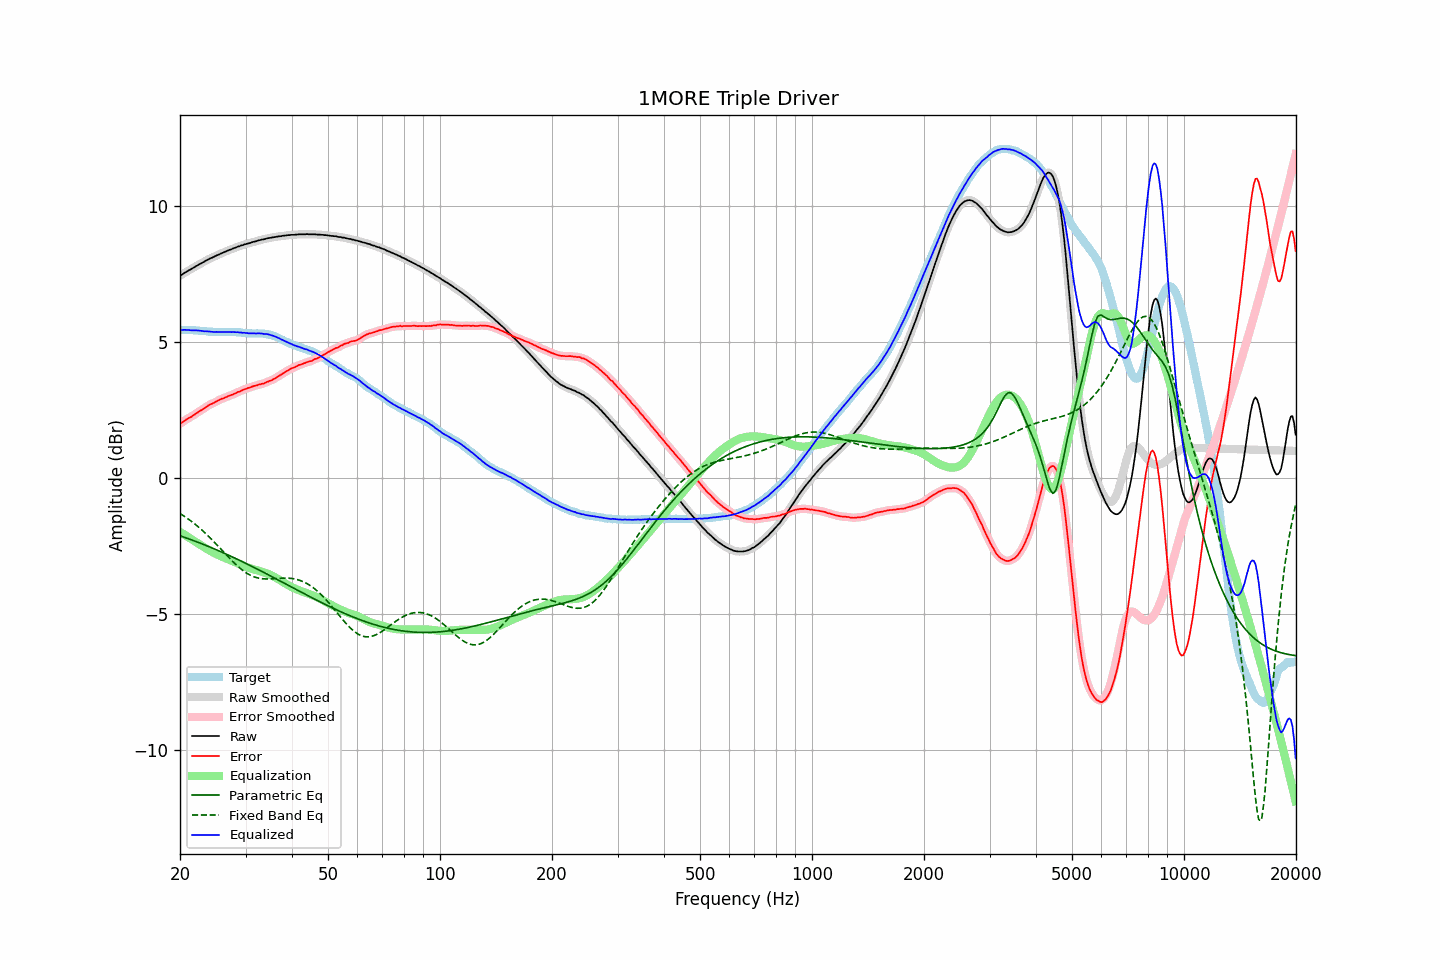 1MORE Triple Driver
Amplitude (dBr)
10
5
0
−5
−10
Target
Raw Smoothed
Error Smoothed
Raw
Error
Equalization
Parametric Eq
Fixed Band Eq
Equalized
20 50 100 200 500 1000 2000 5000 10000 20000
Frequency (Hz)